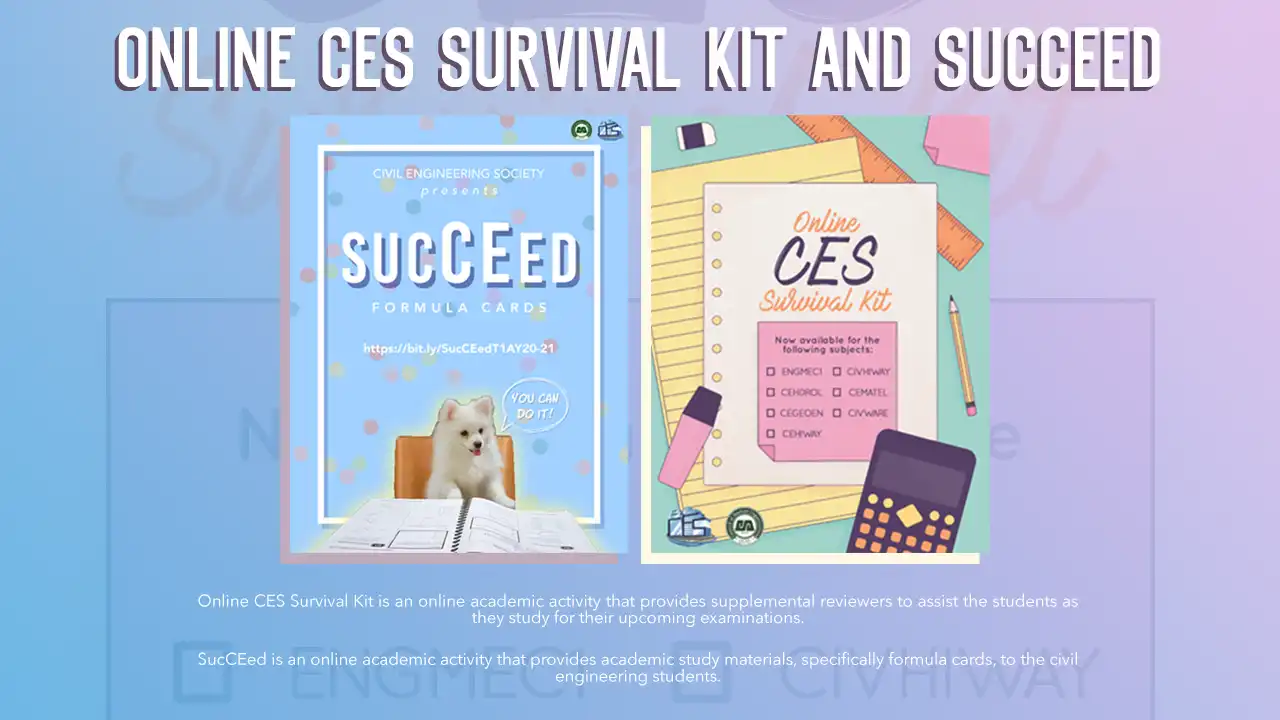 ONLINE CES SURVIVAL KIT AND SUCCEED
CIVIL ENGINEERING SOCIETY
presents
SUCCEED
FORMULA CARDS
https://bit.ly/SucCEedT1AY20-21
YOU CAN
DO IT!
Online
CES
Survival Kit
Now available for the
following subjects:
ENGMEC1 CIVHIWAY
CEHDROL CEMATEL
CEGEOEN CIVWARE
CEHIWAY
CES
Online CES Survival Kit is an online academic activity that provides supplemental reviewers to assist the students as
they study for their upcoming examinations.
SucCEed is an online academic activity that provides academic study materials, specifically formula cards, to the civil
engineering students.
ENGMEC1 CIVHIWAY